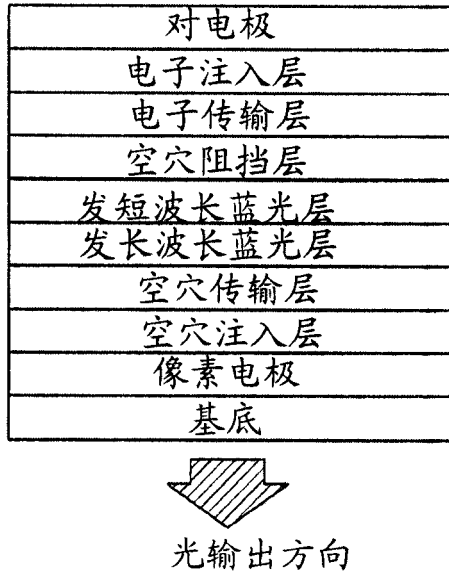 对电极
电子注入层
电子传输层
空穴阻挡层
发短波长蓝光层
发长波长蓝光层
空穴传输层
空穴注入层
像素电极
基底
光输出方向